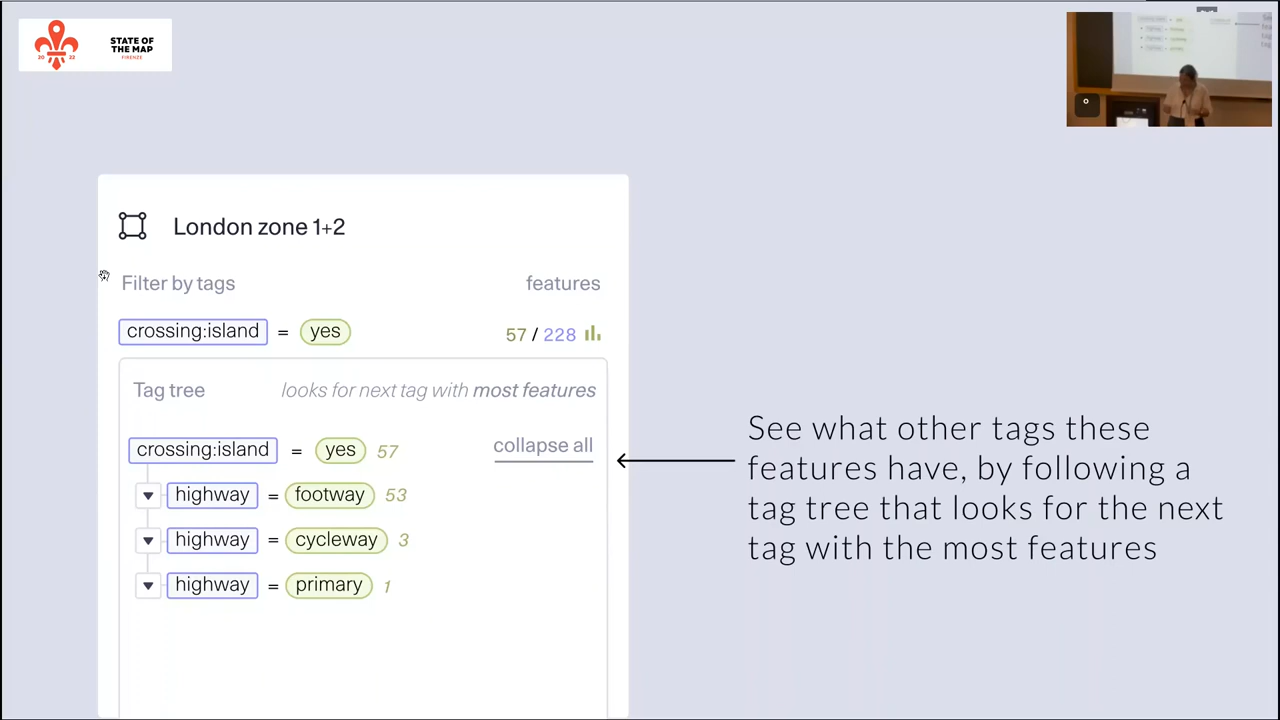 STATE OF
THE MAP
FIRENZE
20 22
London zone 1+2
Filter by tags features
crossing:island = yes 57 / 228
Tag tree looks for next tag with most features
crossing:island = yes 57 collapse all
highway = footway 53
highway = cycleway 3
highway = primary 1
See what other tags these
features have, by following a
tag tree that looks for the next
tag with the most features